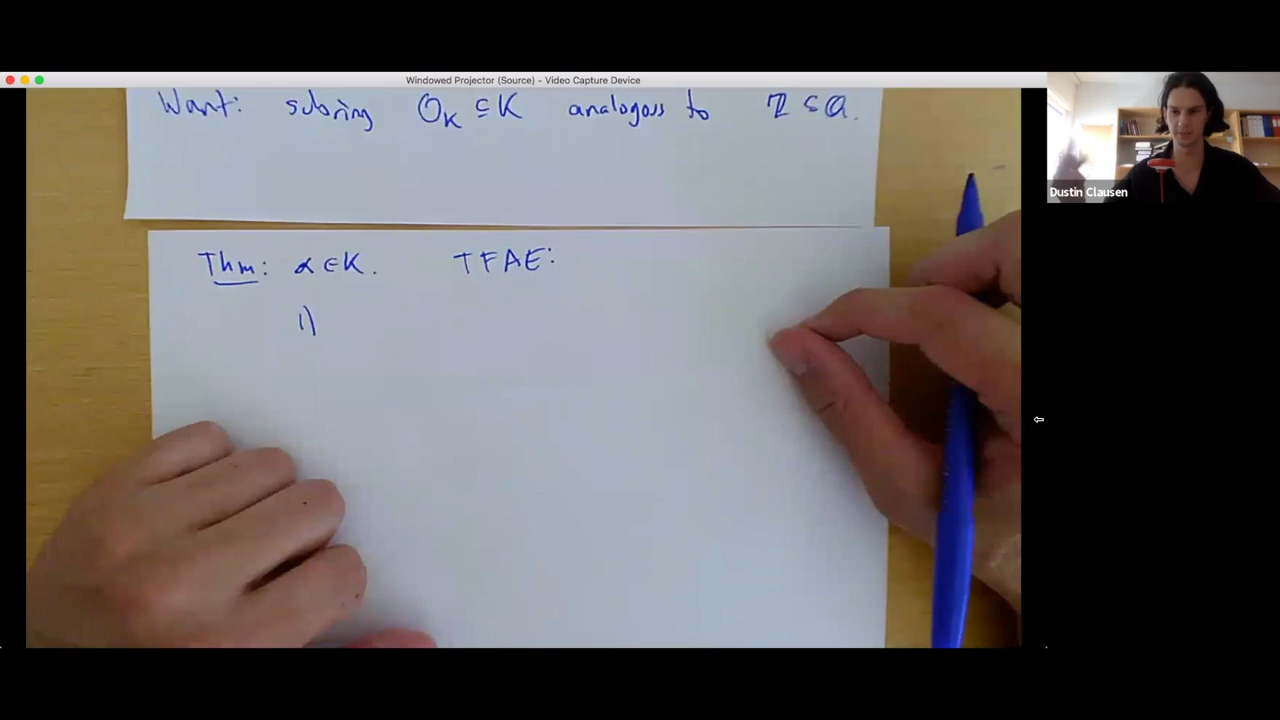 Windowed Projector (Source) - Video Capture Device
Want: subring O_K ⊆ K analogous to ℤ ⊆ ℚ.
Dustin Clausen
Thm: α ∈ K. TFAE:
1)